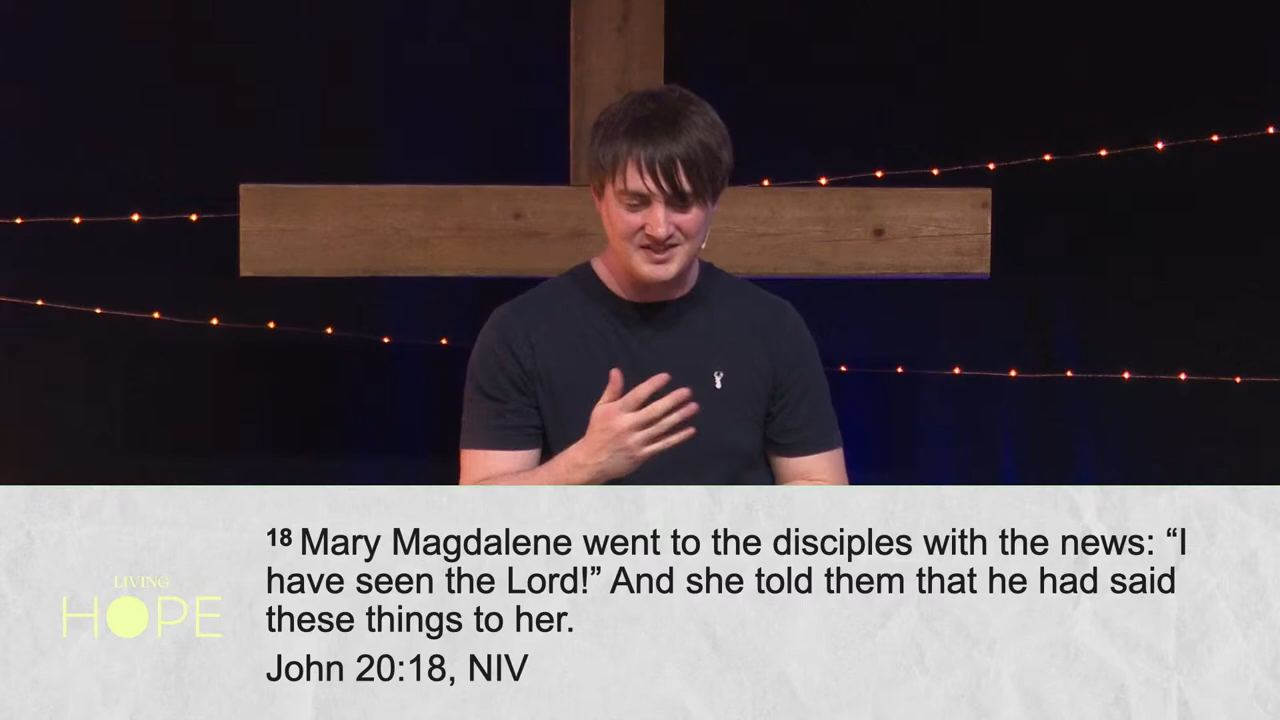 LIVING
HOPE
18 Mary Magdalene went to the disciples with the news: “I
have seen the Lord!” And she told them that he had said
these things to her.
John 20:18, NIV